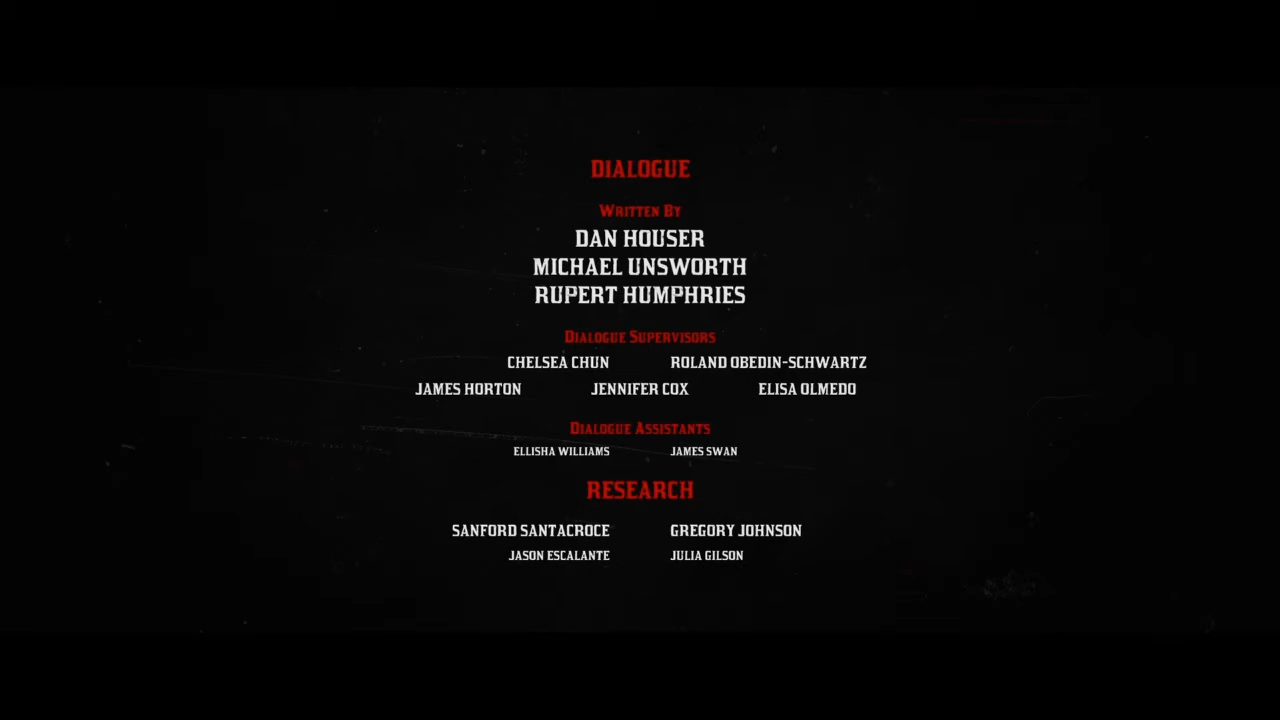 DIALOGUE
WRITTEN BY
DAN HOUSER
MICHAEL UNSWORTH
RUPERT HUMPHRIES
DIALOGUE SUPERVISORS
CHELSEA CHUN ROLAND OBEDIN-SCHWARTZ
JAMES HORTON JENNIFER COX ELISA OLMEDO
DIALOGUE ASSISTANTS
ELLISHA WILLIAMS JAMES SWAN
RESEARCH
SANFORD SANTACROCE GREGORY JOHNSON
JASON ESCALANTE JULIA GILSON